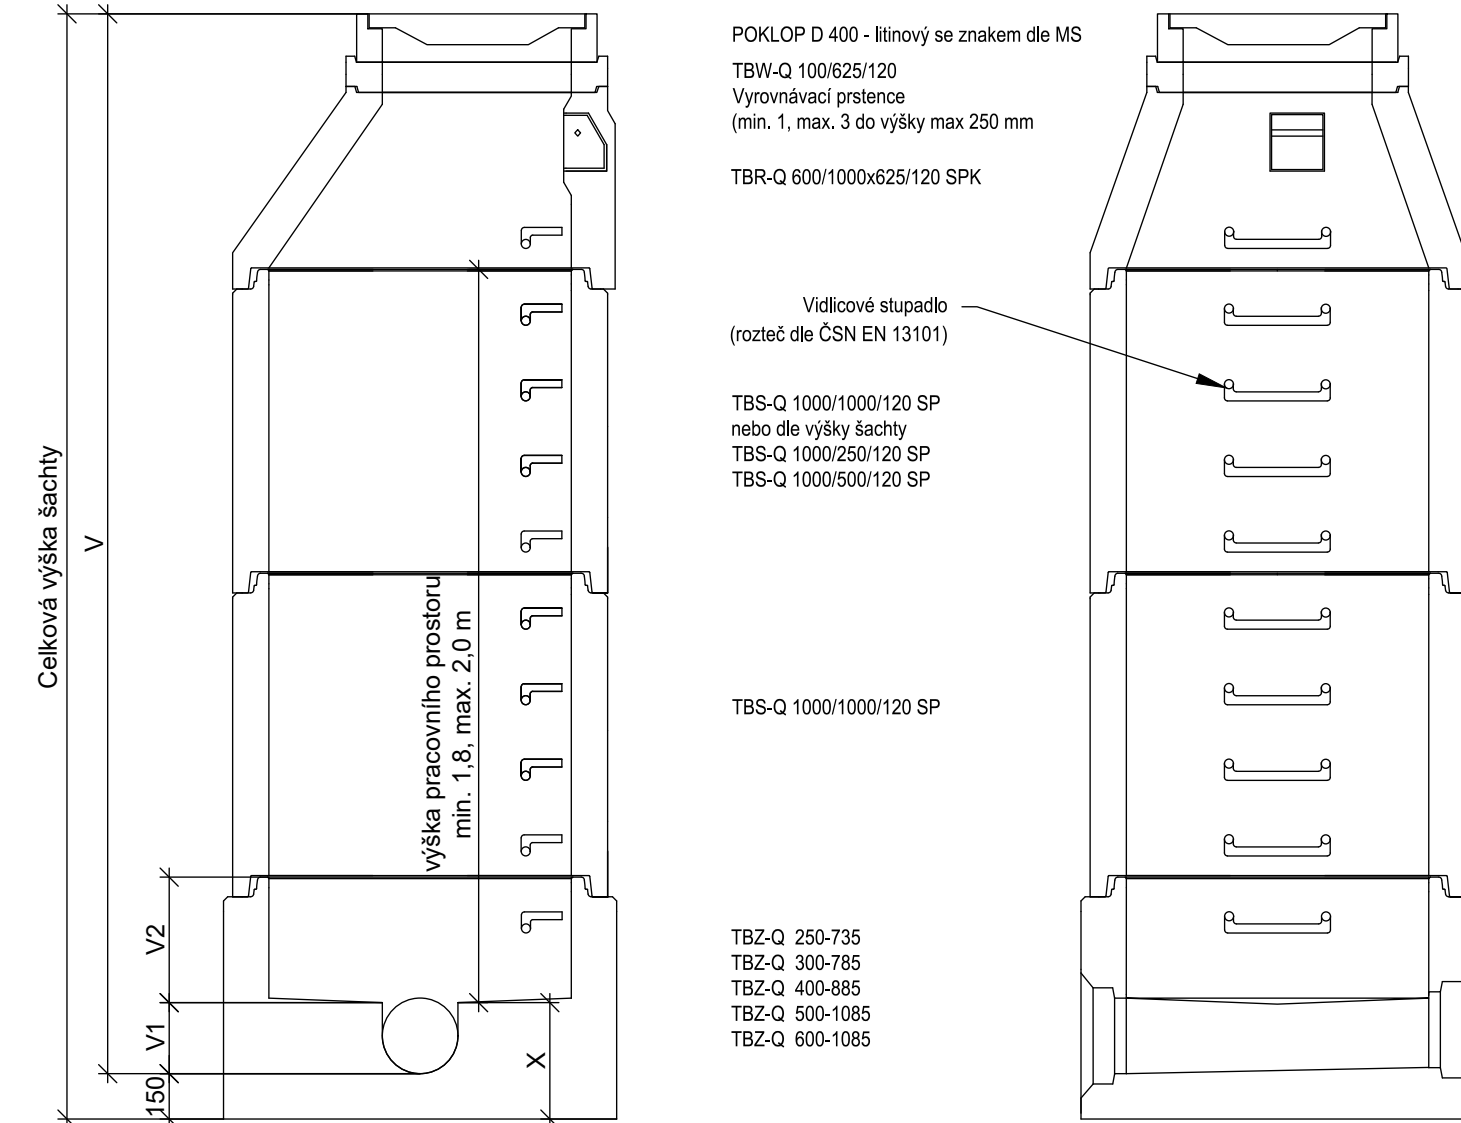 POKLOP D 400 - litinový se znakem dle MS
TBW-Q 100/625/120
Vyrovnávací prstence
(min. 1, max. 3 do výšky max 250 mm
TBR-Q 600/1000x625/120 SPK
Vidlicové stupadlo
(rozteč dle ČSN EN 13101)
TBS-Q 1000/1000/120 SP
nebo dle výšky šachty
TBS-Q 1000/250/120 SP
TBS-Q 1000/500/120 SP
TBS-Q 1000/1000/120 SP
TBZ-Q 250-735
TBZ-Q 300-785
TBZ-Q 400-885
TBZ-Q 500-1085
TBZ-Q 600-1085
Celková výška šachty
V
výška pracovního prostoru
min. 1,8, max. 2,0 m
V2
V1
150
X